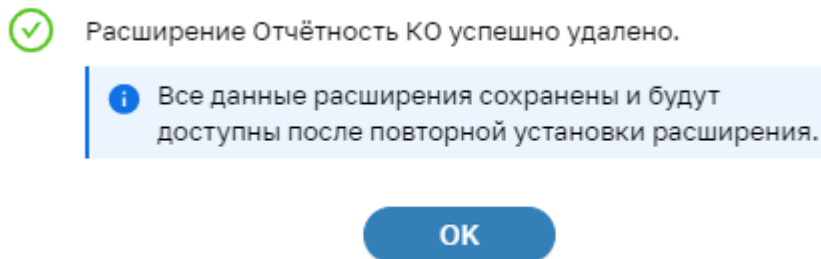 Расширение Отчётность КО успешно удалено.
Все данные расширения сохранены и будут
доступны после повторной установки расширения.
OK